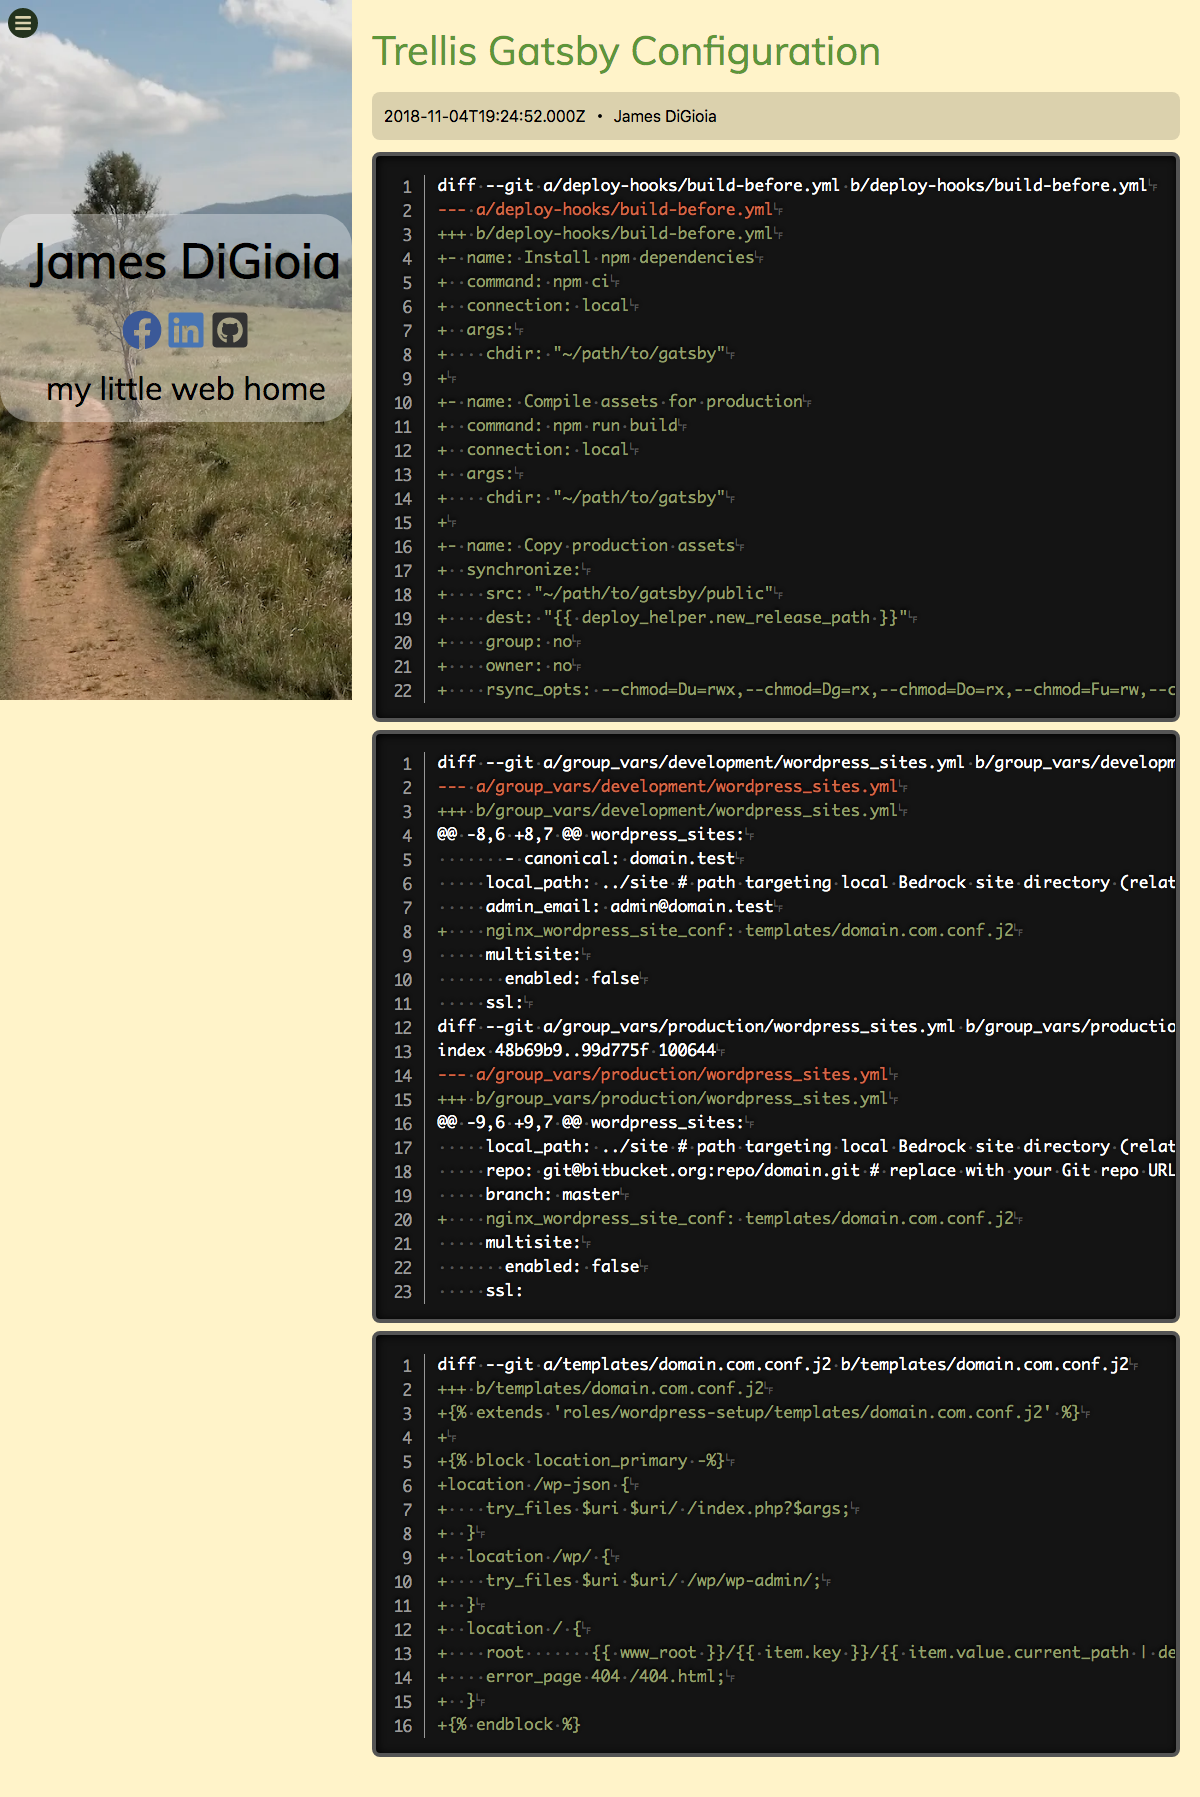 James DiGioia
my little web home
Trellis Gatsby Configuration
2018-11-04T19:24:52.000Z • James DiGioia
1 diff --git a/deploy-hooks/build-before.yml b/deploy-hooks/build-before.yml
2 --- a/deploy-hooks/build-before.yml
3 +++ b/deploy-hooks/build-before.yml
4 +- name: Install npm dependencies
5 +  command: npm ci
6 +  connection: local
7 +  args:
8 +    chdir: "~/path/to/gatsby"
9 +
10 +- name: Compile assets for production
11 +  command: npm run build
12 +  connection: local
13 +  args:
14 +    chdir: "~/path/to/gatsby"
15 +
16 +- name: Copy production assets
17 +  synchronize:
18 +    src: "~/path/to/gatsby/public"
19 +    dest: "{{ deploy_helper.new_release_path }}"
20 +    group: no
21 +    owner: no
22 +    rsync_opts: --chmod=Du=rwx,--chmod=Dg=rx,--chmod=Do=rx,--chmod=Fu=rw,--c
1 diff --git a/group_vars/development/wordpress_sites.yml b/group_vars/developm
2 --- a/group_vars/development/wordpress_sites.yml
3 +++ b/group_vars/development/wordpress_sites.yml
4 @@ -8,6 +8,7 @@ wordpress_sites:
5        - canonical: domain.test
6      local_path: ../site # path targeting local Bedrock site directory (relat
7      admin_email: admin@domain.test
8 +    nginx_wordpress_site_conf: templates/domain.com.conf.j2
9      multisite:
10        enabled: false
11      ssl:
12 diff --git a/group_vars/production/wordpress_sites.yml b/group_vars/productio
13 index 48b69b9..99d775f 100644
14 --- a/group_vars/production/wordpress_sites.yml
15 +++ b/group_vars/production/wordpress_sites.yml
16 @@ -9,6 +9,7 @@ wordpress_sites:
17      local_path: ../site # path targeting local Bedrock site directory (relat
18      repo: git@bitbucket.org:repo/domain.git # replace with your Git repo URL
19      branch: master
20 +    nginx_wordpress_site_conf: templates/domain.com.conf.j2
21      multisite:
22        enabled: false
23      ssl:
1 diff --git a/templates/domain.com.conf.j2 b/templates/domain.com.conf.j2
2 +++ b/templates/domain.com.conf.j2
3 +{% extends 'roles/wordpress-setup/templates/domain.com.conf.j2' %}
4 +
5 +{% block location_primary -%}
6 +location /wp-json {
7 +    try_files $uri $uri/ /index.php?$args;
8 +  }
9 +  location /wp/ {
10 +    try_files $uri $uri/ /wp/wp-admin/;
11 +  }
12 +  location / {
13 +    root       {{ www_root }}/{{ item.key }}/{{ item.value.current_path | de
14 +    error_page 404 /404.html;
15 +  }
16 +{% endblock %}